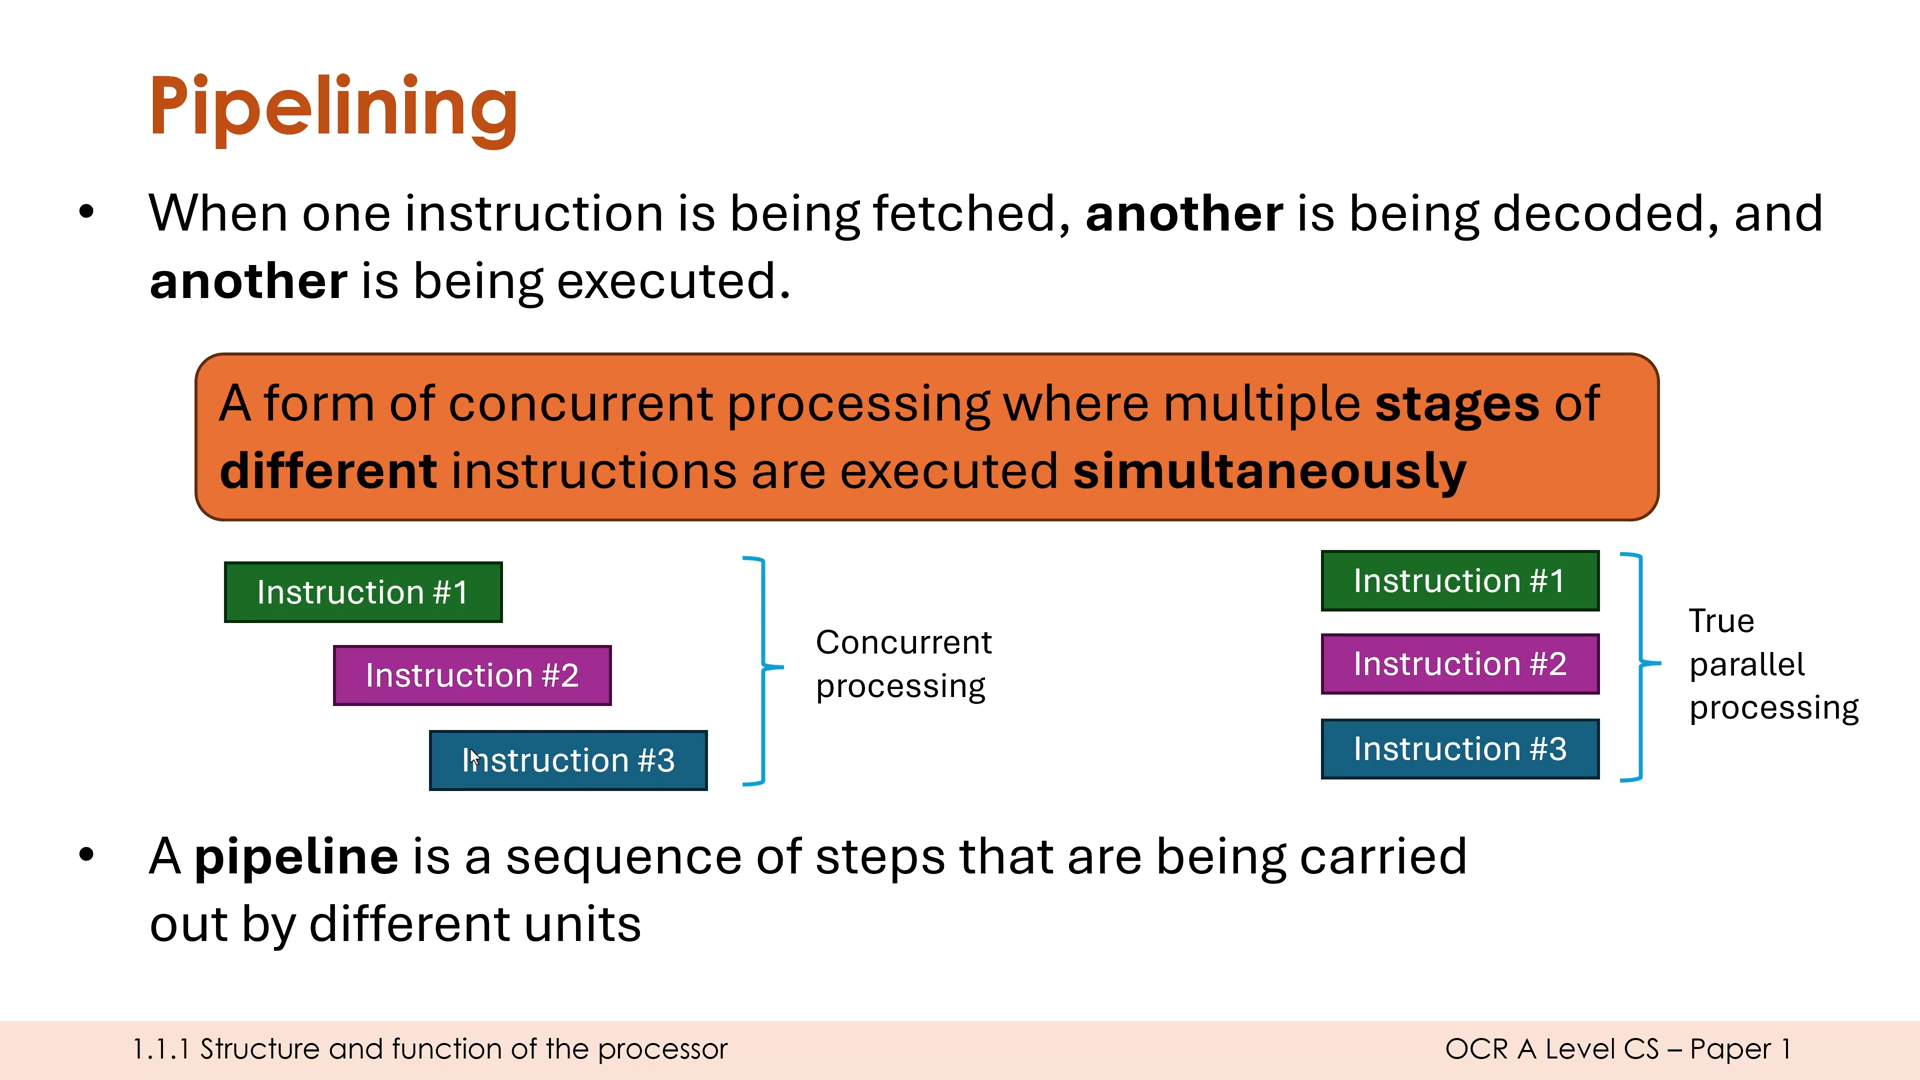 Pipelining
• When one instruction is being fetched, another is being decoded, and
another is being executed.
A form of concurrent processing where multiple stages of
different instructions are executed simultaneously
Instruction #1
Instruction #2
Instruction #3
Concurrent
processing
Instruction #1
Instruction #2
Instruction #3
True
parallel
processing
• A pipeline is a sequence of steps that are being carried
out by different units
1.1.1 Structure and function of the processor
OCR A Level CS – Paper 1